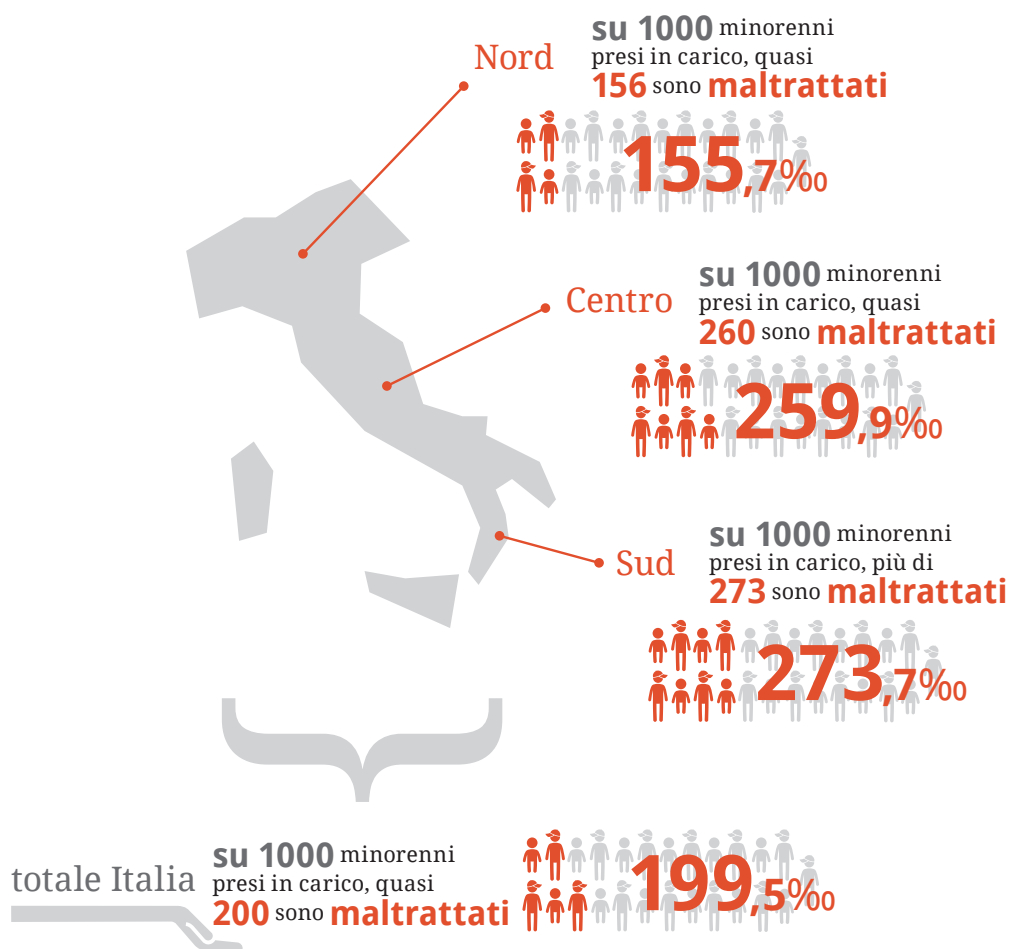 Nord
su 1000 minorenni
presi in carico, quasi
156 sono maltrattati
155,7‰
Centro
su 1000 minorenni
presi in carico, quasi
260 sono maltrattati
259,9‰
Sud
su 1000 minorenni
presi in carico, più di
273 sono maltrattati
273,7‰
totale Italia
su 1000 minorenni
presi in carico, quasi
200 sono maltrattati
199,5‰